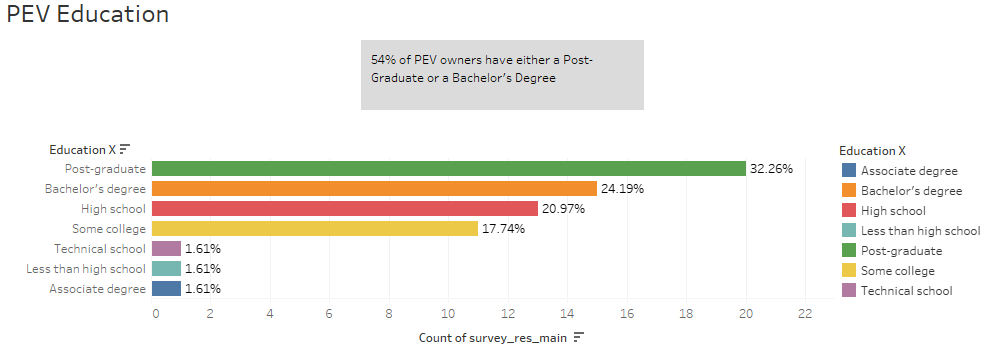 PEV Education
54% of PEV owners have either a Post-
Graduate or a Bachelor's Degree
Education X
Post-graduate 32.26%
Bachelor's degree 24.19%
High school 20.97%
Some college 17.74%
Technical school 1.61%
Less than high school 1.61%
Associate degree 1.61%
0 2 4 6 8 10 12 14 16 18 20 22
Count of survey_res_main
Education X
Associate degree
Bachelor's degree
High school
Less than high school
Post-graduate
Some college
Technical school